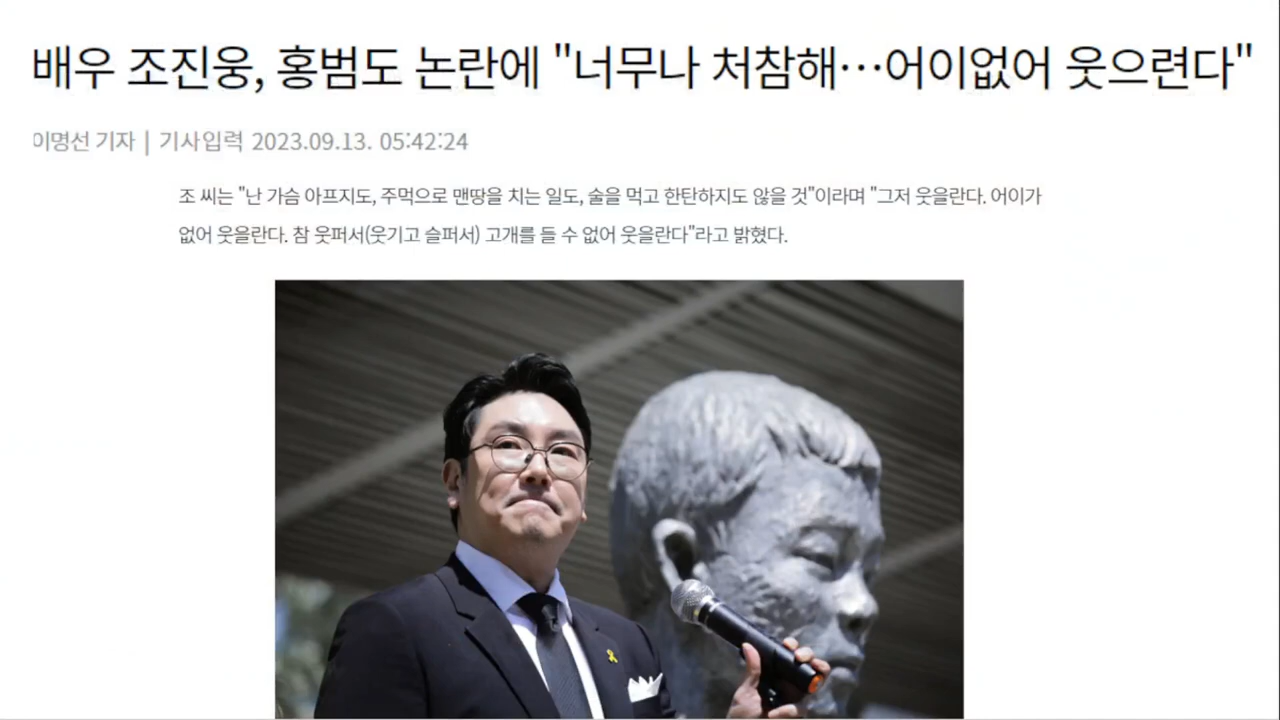 배우 조진웅, 홍범도 논란에 "너무나 처참해…어이없어 웃으련다"
이명선 기자 | 기사입력 2023.09.13. 05:42:24
조 씨는 "난 가슴 아프지도, 주먹으로 맨땅을 치는 일도, 술을 먹고 한탄하지도 않을 것"이라며 "그저 웃을란다. 어이가
없어 웃을란다. 참 웃퍼서(웃기고 슬퍼서) 고개를 들 수 없어 웃을란다"라고 밝혔다.